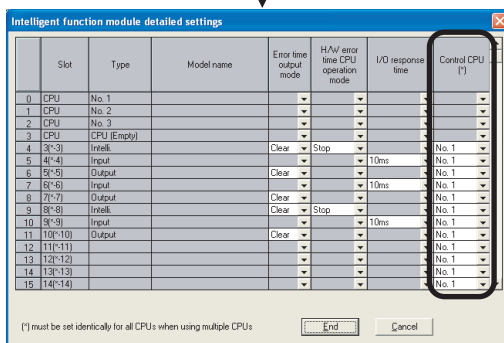 Intelligent function module detailed settings
Slot Type Model name Error time output mode H/W error time CPU operation mode I/O response time Control CPU (*)
0 CPU No. 1
1 CPU No. 2
2 CPU No. 3
3 CPU CPU (Empty)
4 3(*-3) Intelli. Clear Stop No. 1
5 4(*-4) Input 10ms No. 1
6 5(*-5) Output Clear No. 1
7 6(*-6) Input 10ms No. 1
8 7(*-7) Output Clear No. 1
9 8(*-8) Intelli. Clear Stop No. 1
10 9(*-9) Input 10ms No. 1
11 10(*-10) Output Clear No. 1
12 11(*-11) No. 1
13 12(*-12) No. 1
14 13(*-13) No. 1
15 14(*-14) No. 1
(*) must be set identically for all CPUs when using multiple CPUs
End Cancel